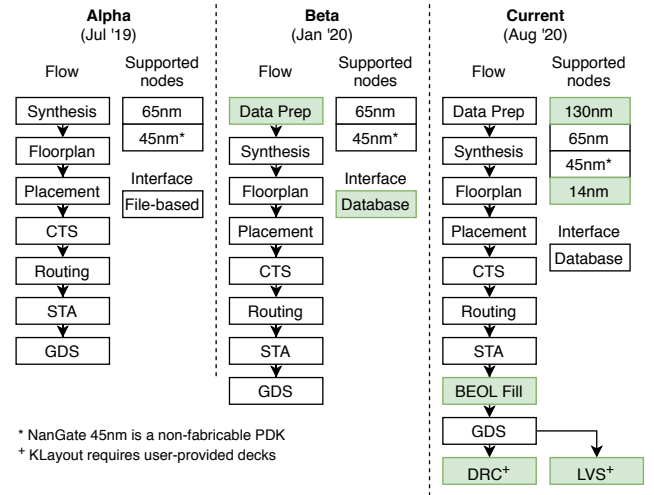 Alpha
(Jul '19)
Flow
Supported
nodes
Synthesis
Floorplan
Placement
CTS
Routing
STA
GDS
65nm
45nm*
Interface
File-based
Beta
(Jan '20)
Flow
Supported
nodes
Data Prep
Synthesis
Floorplan
Placement
CTS
Routing
STA
GDS
65nm
45nm*
Interface
Database
Current
(Aug '20)
Flow
Supported
nodes
Data Prep
Synthesis
Floorplan
Placement
CTS
Routing
STA
BEOL Fill
GDS
DRC+
LVS+
130nm
65nm
45nm*
14nm
Interface
Database
* NanGate 45nm is a non-fabricable PDK
+ KLayout requires user-provided decks